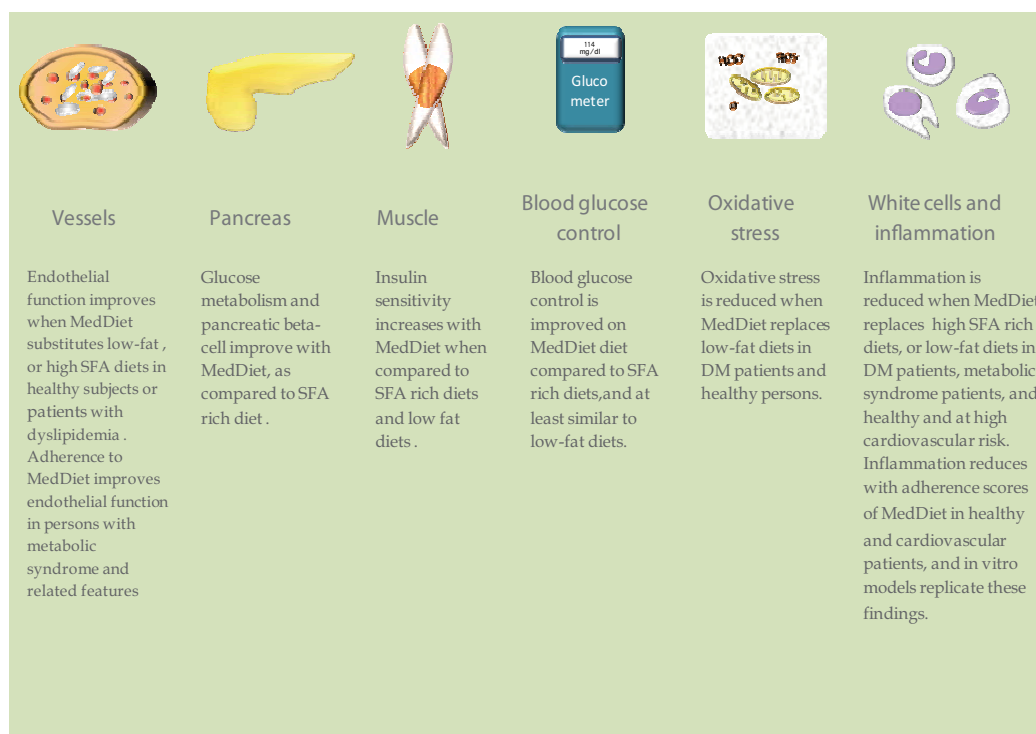 114
mg/dl
Gluco
meter
Vessels
Endothelial
function improves
when MedDiet
substitutes low-fat ,
or high SFA diets in
healthy subjects or
patients with
dyslipidemia .
Adherence to
MedDiet improves
endothelial function
in persons with
metabolic
syndrome and
related features
Pancreas
Glucose
metabolism and
pancreatic beta-
cell improve with
MedDiet, as
compared to SFA
rich diet .
Muscle
Insulin
sensitivity
increases with
MedDiet when
compared to
SFA rich diets
and low fat
diets .
Blood glucose
control
Blood glucose
control is
improved on
MedDiet diet
compared to SFA
rich diets,and at
least similar to
low-fat diets.
Oxidative
stress
Oxidative stress
is reduced when
MedDiet replaces
low-fat diets in
DM patients and
healthy persons.
White cells and
inflammation
Inflammation is
reduced when MedDiet
replaces high SFA rich
diets, or low-fat diets in
DM patients, metabolic
syndrome patients, and
healthy and at high
cardiovascular risk.
Inflammation reduces
with adherence scores
of MedDiet in healthy
and cardiovascular
patients, and in vitro
models replicate these
findings.